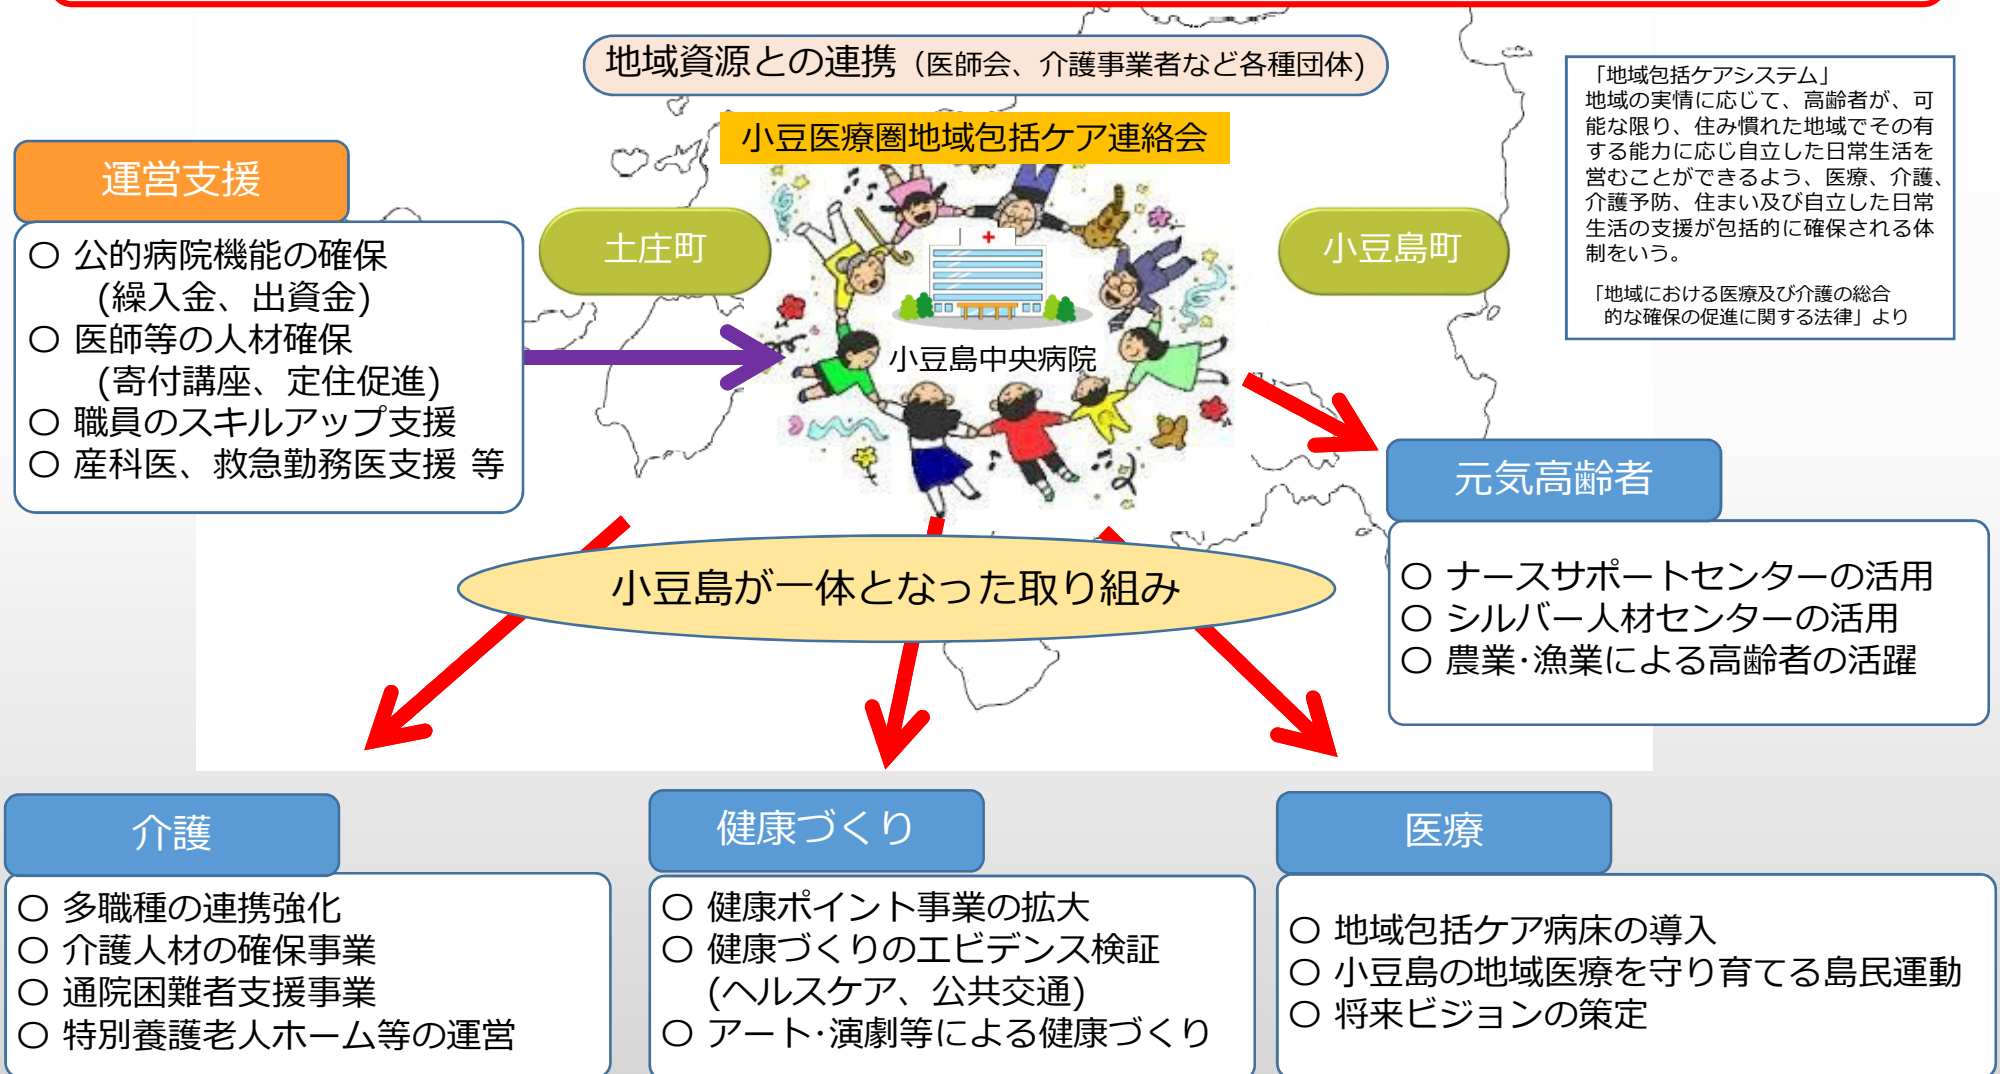 地域資源との連携（医師会、介護事業者など各種団体)
小豆医療圏地域包括ケア連絡会
「地域包括ケアシステム」
地域の実情に応じて、高齢者が、可
能な限り、住み慣れた地域でその有
する能力に応じ自立した日常生活を
営むことができるよう、医療、介護、
介護予防、住まい及び自立した日常
生活の支援が包括的に確保される体
制をいう。
「地域における医療及び介護の総合
的な確保の促進に関する法律」より
運営支援
〇 公的病院機能の確保
(繰入金、出資金)
〇 医師等の人材確保
(寄付講座、定住促進)
〇 職員のスキルアップ支援
〇 産科医、救急勤務医支援 等
土庄町
小豆島町
小豆島中央病院
元気高齢者
〇 ナースサポートセンターの活用
〇 シルバー人材センターの活用
〇 農業･漁業による高齢者の活躍
小豆島が一体となった取り組み
介護
〇 多職種の連携強化
〇 介護人材の確保事業
〇 通院困難者支援事業
〇 特別養護老人ホーム等の運営
健康づくり
〇 健康ポイント事業の拡大
〇 健康づくりのエビデンス検証
(ヘルスケア、公共交通)
〇 アート･演劇等による健康づくり
医療
〇 地域包括ケア病床の導入
〇 小豆島の地域医療を守り育てる島民運動
〇 将来ビジョンの策定